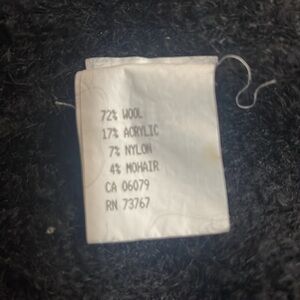 72% WOOL
17% ACRYLIC
7% NYLON
4% MOHAIR
CA 06079
RN 73767